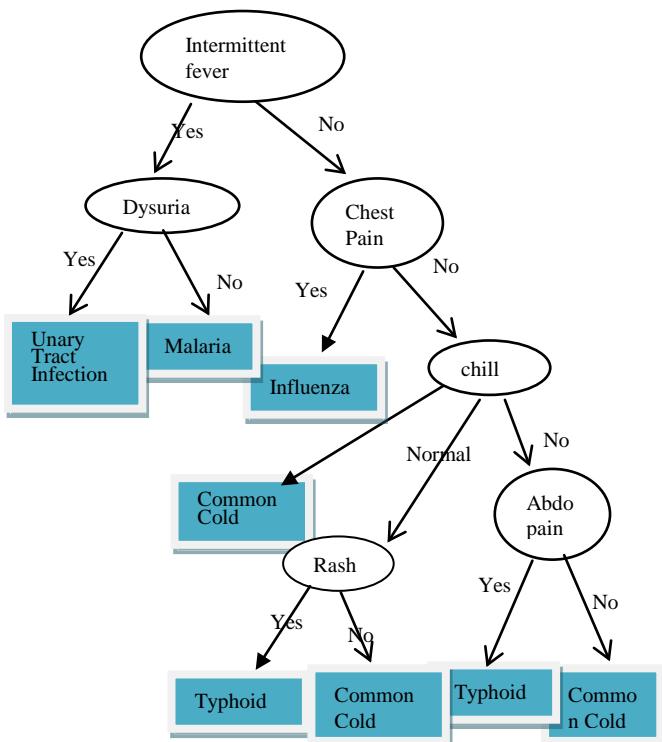 Intermittent
fever
Yes
No
Dysuria
Chest
Pain
Yes
No
Yes
No
Unary
Tract
Infection
Malaria
Influenza
chill
Normal
No
Common
Cold
Abdo
pain
Rash
Yes
No
Yes
No
Typhoid
Common
Cold
Typhoid
Commo
n Cold